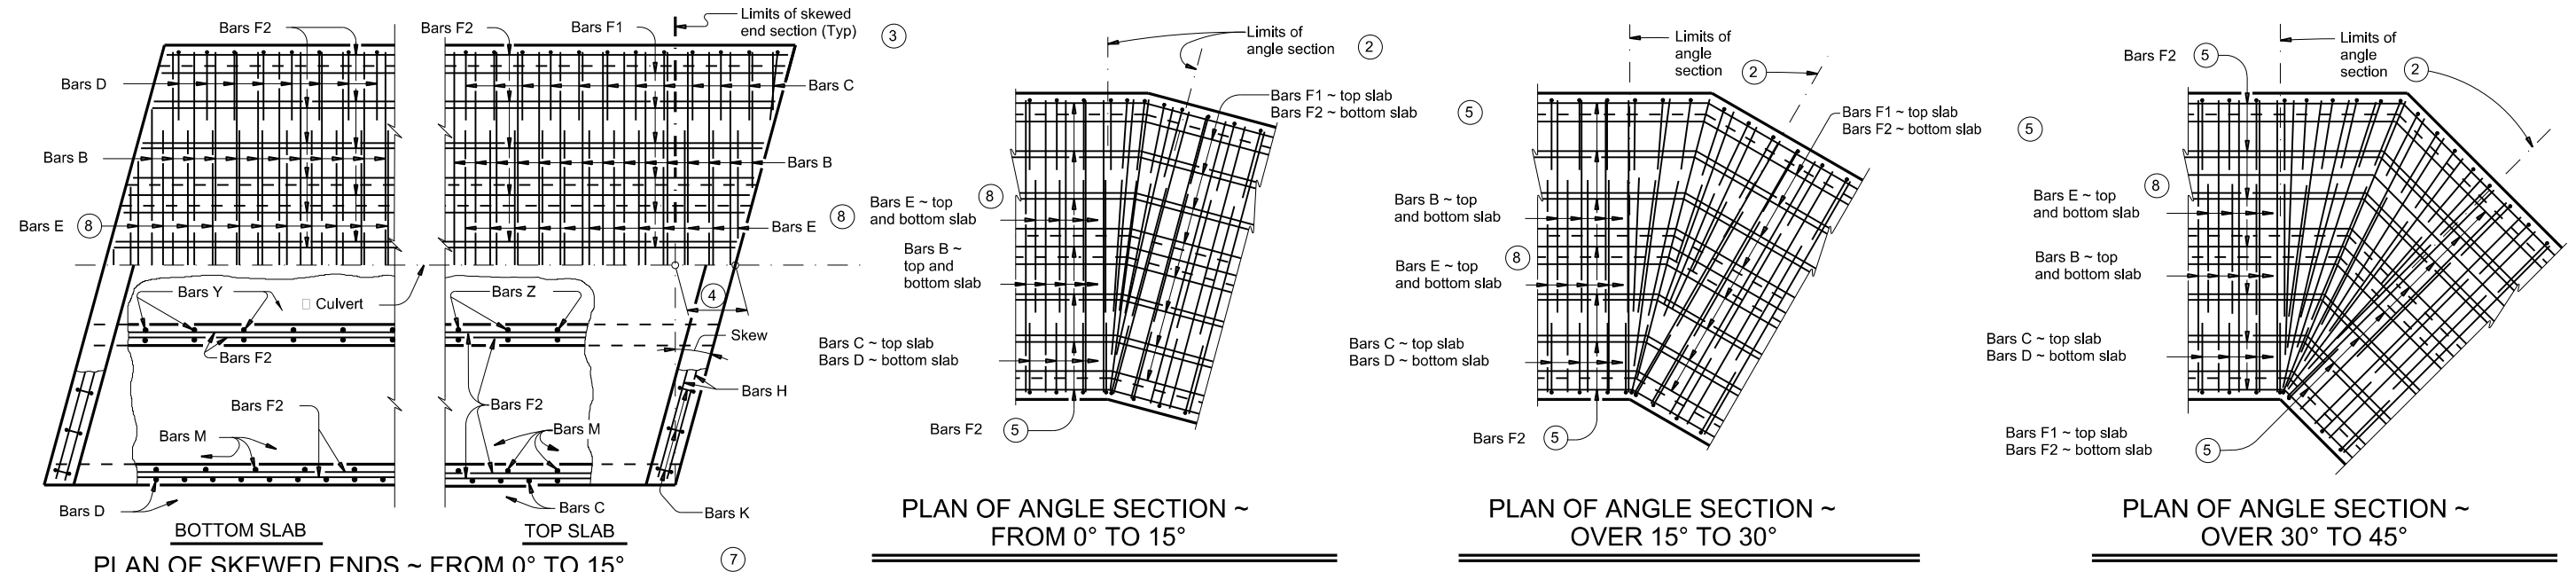 Bars F2
Bars F2
Bars F1
Limits of skewed
end section (Typ)
3
Bars D
Bars C
Bars B
Bars B
Bars E
8
Bars E
8
Bars Y
Culvert
Bars Z
4
Skew
Bars F2
Bars H
Bars F2
Bars F2
Bars M
Bars M
Bars D
Bars C
Bars K
BOTTOM SLAB
TOP SLAB
PLAN OF SKEWED ENDS ~ FROM 0° TO 15°
7
Limits of
angle section
2
Bars F1 ~ top slab
Bars F2 ~ bottom slab
5
Bars E ~ top
and bottom slab
8
Bars B ~
top and
bottom slab
Bars C ~ top slab
Bars D ~ bottom slab
Bars F2
5
PLAN OF ANGLE SECTION ~
FROM 0° TO 15°
Limits of
angle
section
2
Bars F1 ~ top slab
Bars F2 ~ bottom slab
5
Bars B ~ top
and bottom slab
8
Bars E ~ top
and bottom slab
Bars C ~ top slab
Bars D ~ bottom slab
Bars F2
5
PLAN OF ANGLE SECTION ~
OVER 15° TO 30°
Bars F2
5
Limits of
angle
section
2
8
Bars E ~ top
and bottom slab
Bars B ~ top
and bottom slab
Bars C ~ top slab
Bars D ~ bottom slab
Bars F1 ~ top slab
Bars F2 ~ bottom slab
5
PLAN OF ANGLE SECTION ~
OVER 30° TO 45°